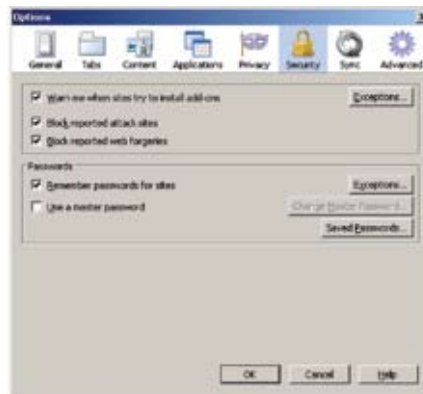 Options
General Tabs Content Applications Privacy Security Sync Advanced
Warn me when sites try to install add-ons
Exceptions...
Block reported attack sites
Block reported web forgeries
Passwords
Remember passwords for sites
Exceptions...
Use a master password
Change Master Password...
Saved Passwords...
OK Cancel Help